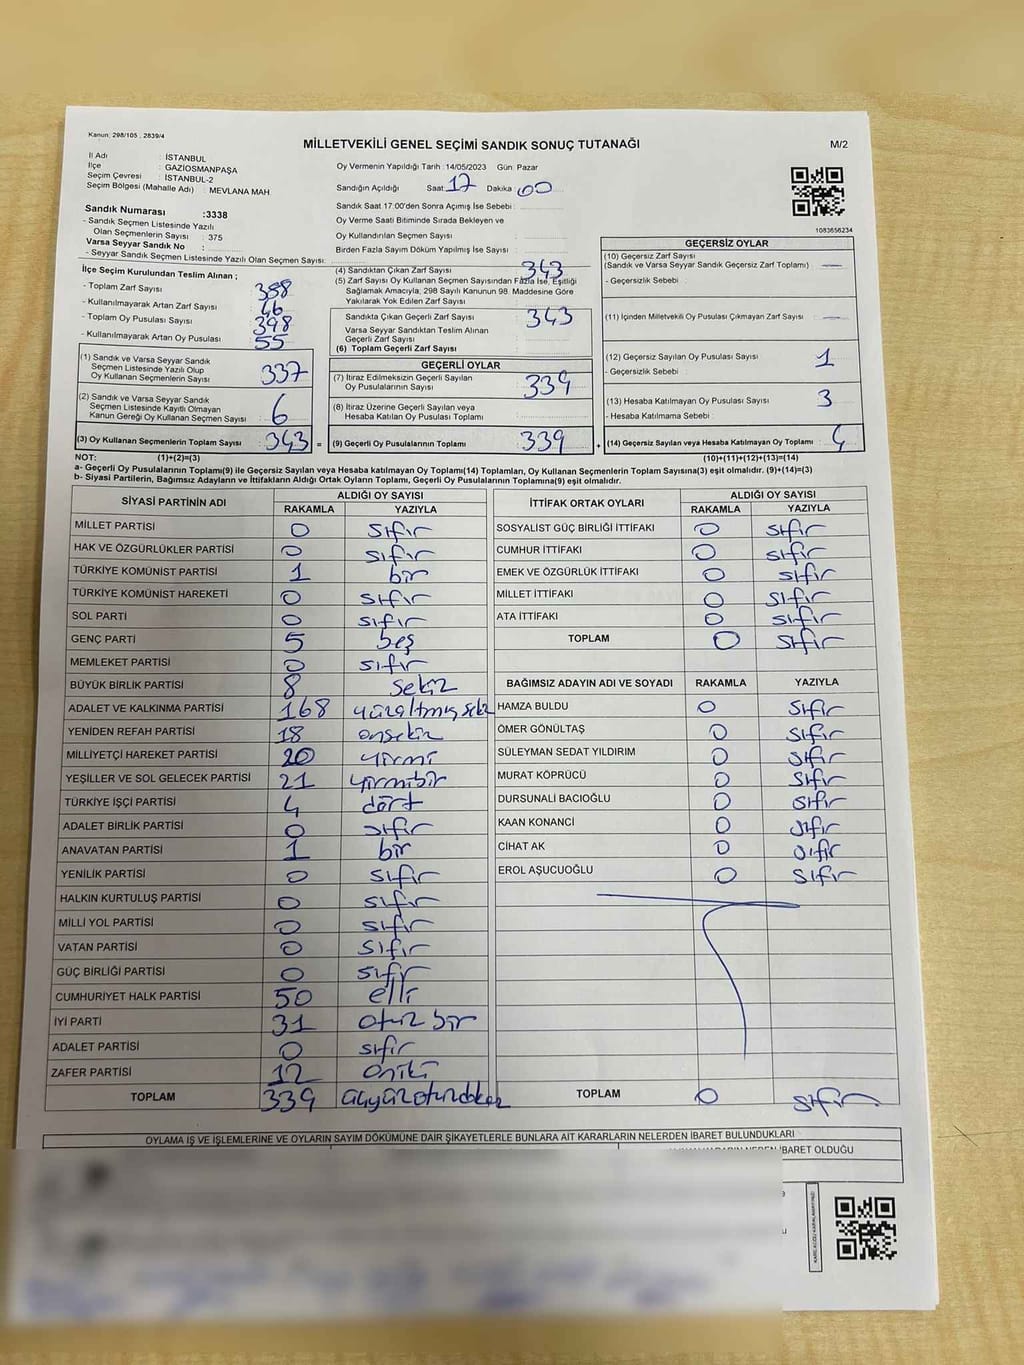 Kanun: 298/105 , 2839/4
MİLLETVEKİLİ GENEL SEÇİMİ SANDIK SONUÇ TUTANAĞI
M/2
İl Adı : İSTANBUL
İlçe : GAZİOSMANPAŞA
Seçim Çevresi : İSTANBUL-2
Seçim Bölgesi (Mahalle Adı) : MEVLANA MAH
Oy Vermenin Yapıldığı Tarih : 14/05/2023 Gün: Pazar
Sandığın Açıldığı Saat: 17 Dakika : 00
Sandık Saat 17:00'den Sonra Açımış İse Sebebi :
Oy Verme Saati Bitiminde Sırada Bekleyen ve
Oy Kullandırılan Seçmen Sayısı :
Birden Fazla Sayım Döküm Yapılmış İse Sayısı :
1083656234
Sandık Numarası :3338
- Sandık Seçmen Listesinde Yazılı
Olan Seçmenlerin Sayısı : 375
Varsa Seyyar Sandık No :
- Seyyar Sandık Seçmen Listesinde Yazılı Olan Seçmen Sayısı:
İlçe Seçim Kurulundan Teslim Alınan ;
- Toplam Zarf Sayısı 388
- Kullanılmayarak Artan Zarf Sayısı 46
- Toplam Oy Pusulası Sayısı 398
- Kullanılmayarak Artan Oy Pusulası 55
(1) Sandık ve Varsa Seyyar Sandık
Seçmen Listesinde Yazılı Olup
Oy Kullanan Seçmenlerin Sayısı 337
(2) Sandık ve Varsa Seyyar Sandık
Seçmen Listesinde Kayıtlı Olmayan
Kanun Gereği Oy Kullanan Seçmen Sayısı 6
(3) Oy Kullanan Seçmenlerin Toplam Sayısı : 343 =
(4) Sandıktan Çıkan Zarf Sayısı 343
(5) Zarf Sayısı Oy Kullanan Seçmen Sayısından Fazla İse, Eşitliği
Sağlamak Amacıyla; 298 Sayılı Kanunun 98. Maddesine Göre
Yakılarak Yok Edilen Zarf Sayısı
Sandıkta Çıkan Geçerli Zarf Sayısı 343
Varsa Seyyar Sandıktan Teslim Alınan
Geçerli Zarf Sayısı
(6) Toplam Geçerli Zarf Sayısı
GEÇERLİ OYLAR
(7) İtiraz Edilmeksizin Geçerli Sayılan
Oy Pusulalarının Sayısı 339
(8) İtiraz Üzerine Geçerli Sayılan veya
Hesaba Katılan Oy Pusulası Toplamı
(9) Geçerli Oy Pusulalarının Toplamı 339
GEÇERSİZ OYLAR
(10) Geçersiz Zarf Sayısı
(Sandık ve Varsa Seyyar Sandık Geçersiz Zarf Toplamı) —
- Geçersizlik Sebebi
(11) İçinden Milletvekili Oy Pusulası Çıkmayan Zarf Sayısı —
(12) Geçersiz Sayılan Oy Pusulası Sayısı 1
- Geçersizlik Sebebi
(13) Hesaba Katılmayan Oy Pusulası Sayısı 3
- Hesaba Katılmama Sebebi
(14) Geçersiz Sayılan veya Hesaba Katılmayan Oy Toplamı 4
NOT: (1)+(2)=(3) (10)+(11)+(12)+(13)=(14)
a- Geçerli Oy Pusulalarının Toplamı(9) ile Geçersiz Sayılan veya Hesaba katılmayan Oy Toplamı(14) Toplamları, Oy Kullanan Seçmenlerin Toplam Sayısına(3) eşit olmalıdır. (9)+(14)=(3)
b- Siyasi Partilerin, Bağımsız Adayların ve İttifakların Aldığı Ortak Oyların Toplamı, Geçerli Oy Pusulalarının Toplamına(9) eşit olmalıdır.
SİYASİ PARTİNİN ADI ALDIĞI OY SAYISI
RAKAMLA YAZIYLA
MİLLET PARTİSİ 0 sıfır
HAK VE ÖZGÜRLÜKLER PARTİSİ 0 sıfır
TÜRKİYE KOMÜNİST PARTİSİ 1 bir
TÜRKİYE KOMÜNİST HAREKETİ 0 sıfır
SOL PARTİ 0 sıfır
GENÇ PARTİ 5 beş
MEMLEKET PARTİSİ 0 sıfır
BÜYÜK BİRLİK PARTİSİ 8 sekiz
ADALET VE KALKINMA PARTİSİ 168
YENİDEN REFAH PARTİSİ 18 onsekiz
MİLLİYETÇİ HAREKET PARTİSİ 20 yirmi
YEŞİLLER VE SOL GELECEK PARTİSİ 21 yirmibir
TÜRKİYE İŞÇİ PARTİSİ 4 dört
ADALET BİRLİK PARTİSİ 0 sıfır
ANAVATAN PARTİSİ 1 bir
YENİLİK PARTİSİ 0 sıfır
HALKIN KURTULUŞ PARTİSİ 0 sıfır
MİLLİ YOL PARTİSİ 0 sıfır
VATAN PARTİSİ 0 sıfır
GÜÇ BİRLİĞİ PARTİSİ 0 sıfır
CUMHURİYET HALK PARTİSİ 50 elli
İYİ PARTİ 31 otuz bir
ADALET PARTİSİ 0 sıfır
ZAFER PARTİSİ 12 oniki
TOPLAM 339
İTTİFAK ORTAK OYLARI ALDIĞI OY SAYISI
RAKAMLA YAZIYLA
SOSYALİST GÜÇ BİRLİĞİ İTTİFAKI 0 sıfır
CUMHUR İTTİFAKI 0 sıfır
EMEK VE ÖZGÜRLÜK İTTİFAKI 0 sıfır
MİLLET İTTİFAKI 0 sıfır
ATA İTTİFAKI 0 sıfır
TOPLAM 0 sıfır
BAĞIMSIZ ADAYIN ADI VE SOYADI RAKAMLA YAZIYLA
HAMZA BULDU 0 sıfır
ÖMER GÖNÜLTAŞ 0 sıfır
SÜLEYMAN SEDAT YILDIRIM 0 sıfır
MURAT KÖPRÜCÜ 0 sıfır
DURSUNALİ BACIOĞLU 0 sıfır
KAAN KONANCİ 0 sıfır
CİHAT AK 0 sıfır
EROL AŞUCUOĞLU 0 sıfır
TOPLAM 0 sıfır
OYLAMA İŞ VE İŞLEMLERİNE VE OYLARIN SAYIM DÖKÜMÜNE DAİR ŞİKAYETLERLE BUNLARA AİT KARARLARIN NELERDEN İBARET BULUNDUKLARI
İBARET OLDUĞU